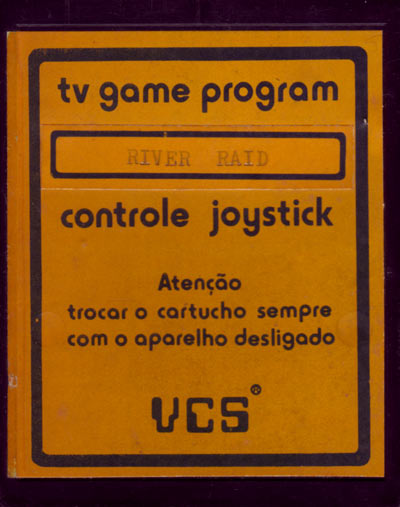 tv game program
RIVER RAID
controle joystick
Atenção
trocar o cartucho sempre
com o aparelho desligado
VCS®